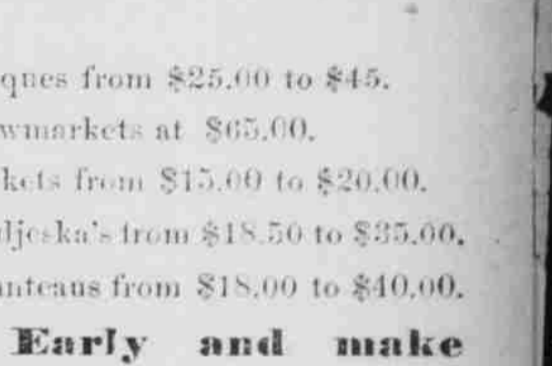 ques from $25.00 to $45.
wmarkets at $65.00.
kets from $15.00 to $20.00.
djeska's from $18.50 to $35.00.
anteaus from $18.00 to $40.00.
Early and make